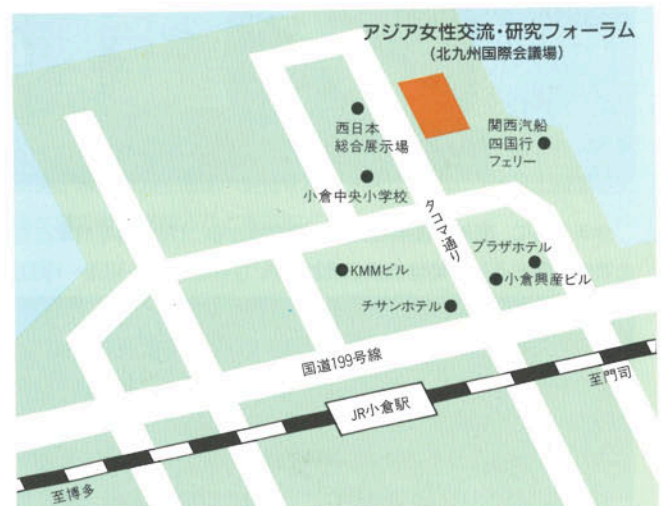 アジア女性交流・研究フォーラム
(北九州国際会議場)
西日本
総合展示場
関西汽船
四国行
フェリー
小倉中央小学校
タコマ通り
プラザホテル
KMMビル
小倉興産ビル
チサンホテル
国道199号線
至門司
JR小倉駅
至博多